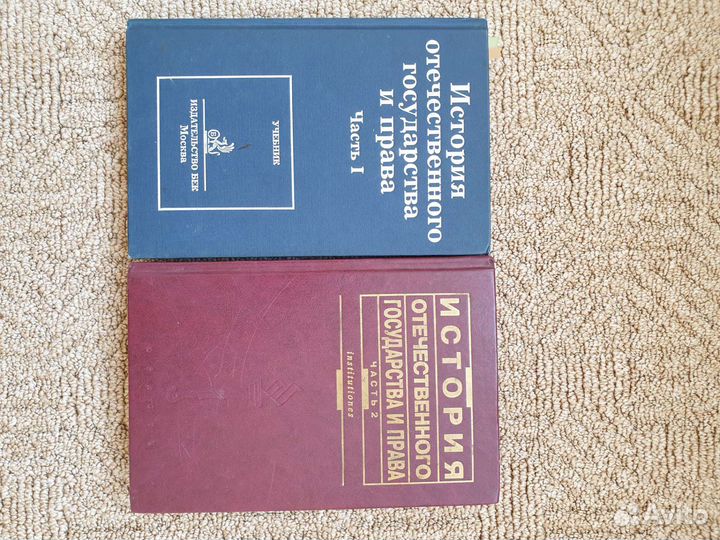 История
отечественного
государства
и права
Часть I
УЧЕБНИК
ИЗДАТЕЛЬСТВО БЕК
Москва
ИСТОРИЯ
ОТЕЧЕСТВЕННОГО
ГОСУДАРСТВА И ПРАВА
ЧАСТЬ 2
institutiones
Avito